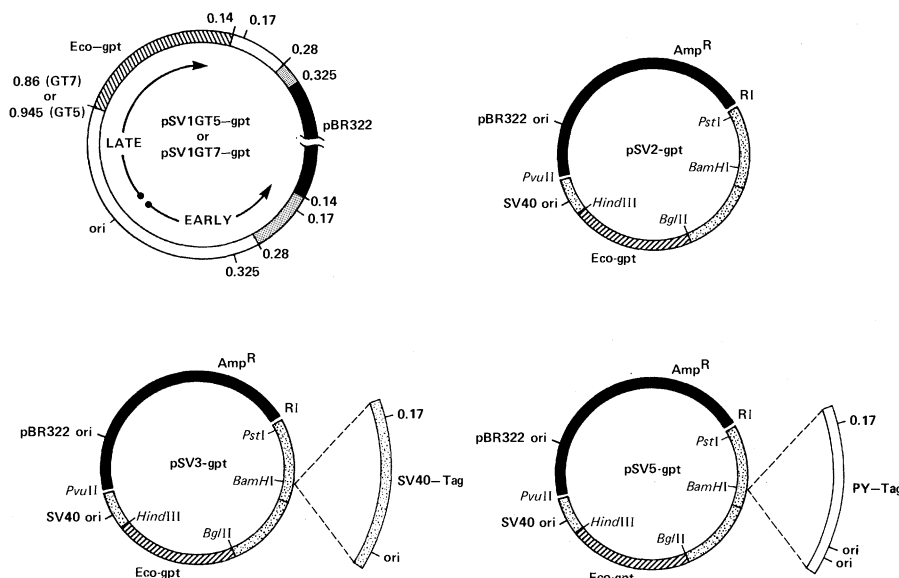 0.14
0.17
Eco-gpt
0.28
0.325
0.86 (GT7)
or
0.945 (GT5)
pSV1GT5-gpt
or
pSV1GT7-gpt
pBR322
LATE
EARLY
ori
0.14
0.17
0.28
0.325
AmpR
RI
PstI
pBR322 ori
pSV2-gpt
BamHI
PvuII
SV40 ori
HindIII
BglII
Eco-gpt
AmpR
RI
PstI
pBR322 ori
pSV3-gpt
BamHI
PvuII
SV40 ori
HindIII
BglII
Eco-gpt
0.17
SV40-Tag
ori
AmpR
RI
PstI
pBR322 ori
pSV5-gpt
BamHI
PvuII
SV40 ori
HindIII
BglII
Eco-gpt
0.17
PY-Tag
ori
ori